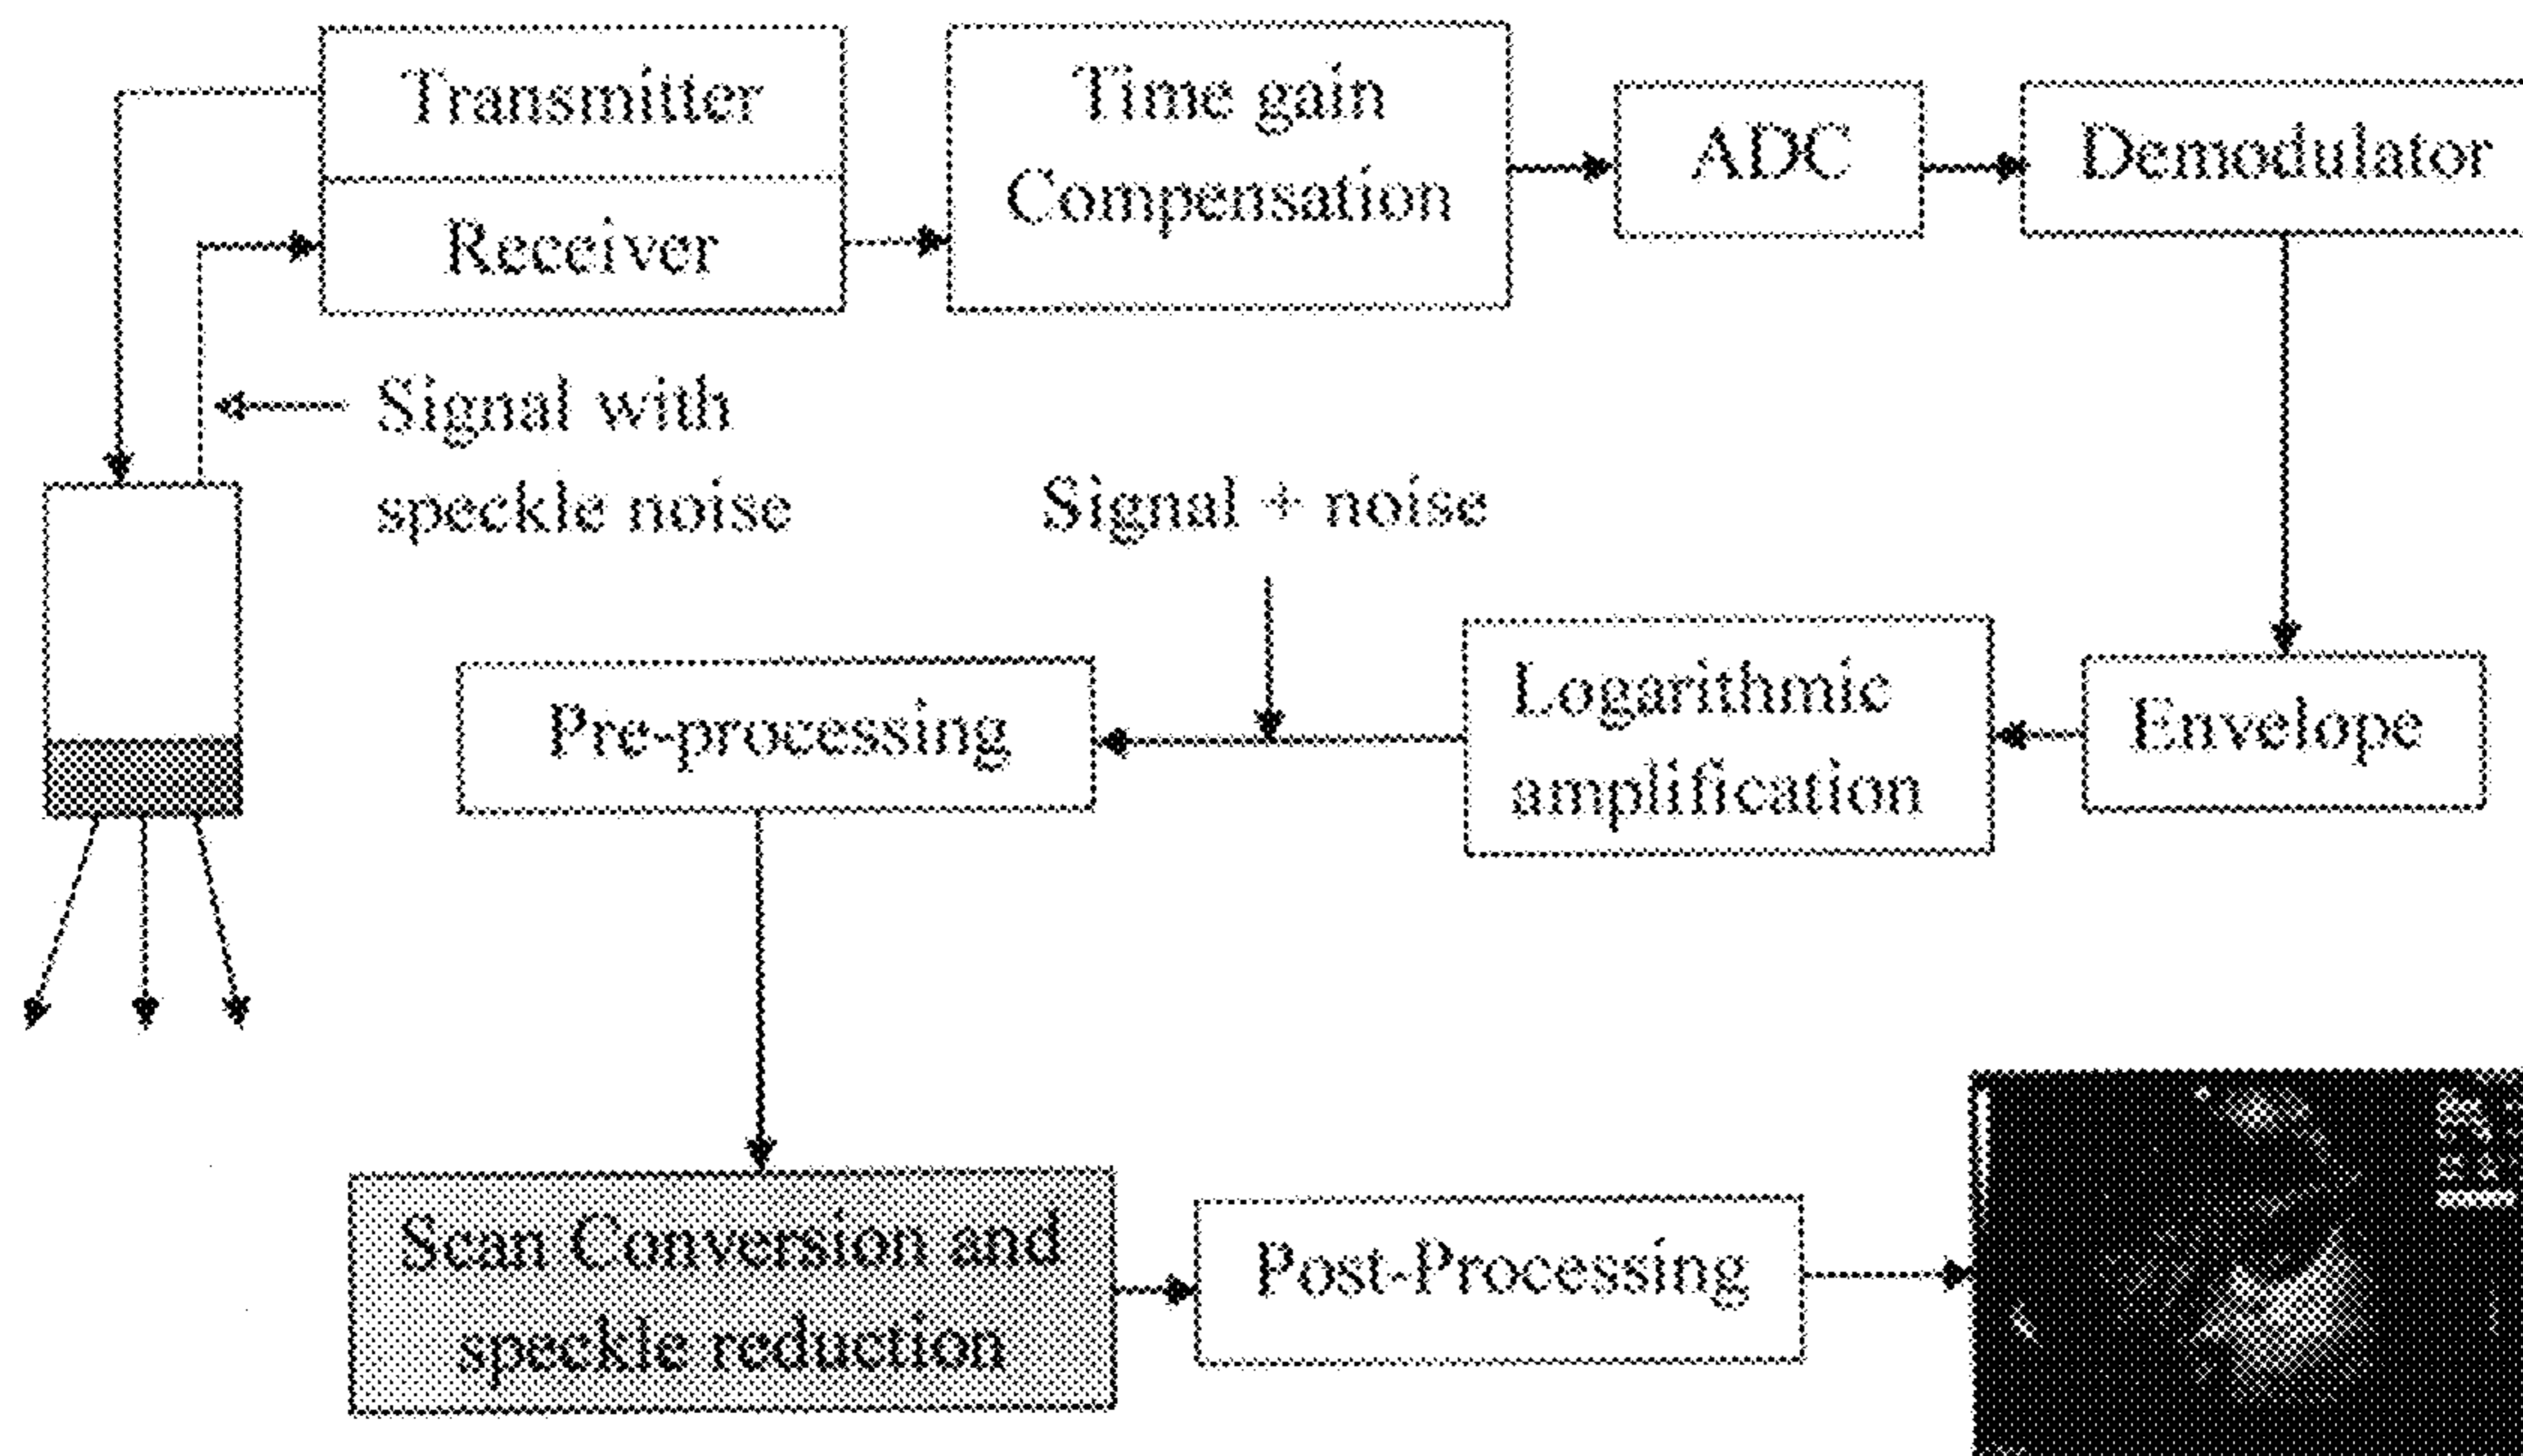 Transmitter
Receiver
Time gain
Compensation
ADC
Demodulator
Signal with
speckle noise
Signal + noise
Pre-processing
Logarithmic
amplification
Envelope
Scan Conversion and
speckle reduction
Post-Processing